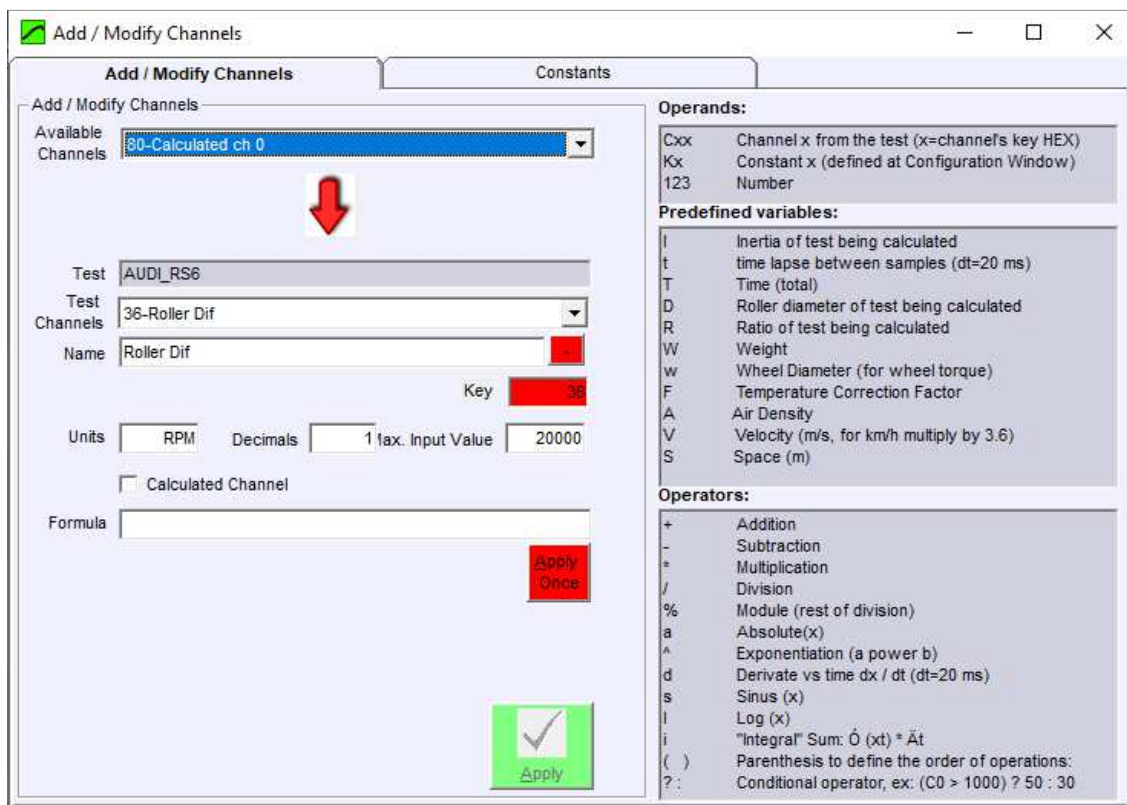 Add / Modify Channels
Add / Modify Channels
Constants
Add / Modify Channels
Available
Channels
80-Calculated ch 0
Test
AUDI_RS6
Test
Channels
36-Roller Dif
Name
Roller Dif
-
Key
36
Units
RPM
Decimals
1
ax. Input Value
20000
Calculated Channel
Formula
Apply
Once
Apply
Operands:
Cxx Channel x from the test (x=channel's key HEX)
Kx Constant x (defined at Configuration Window)
123 Number
Predefined variables:
I Inertia of test being calculated
t time lapse between samples (dt=20 ms)
T Time (total)
D Roller diameter of test being calculated
R Ratio of test being calculated
W Weight
w Wheel Diameter (for wheel torque)
F Temperature Correction Factor
A Air Density
V Velocity (m/s, for km/h multiply by 3.6)
S Space (m)
Operators:
+ Addition
- Subtraction
* Multiplication
/ Division
% Module (rest of division)
a Absolute(x)
^ Exponentiation (a power b)
d Derivate vs time dx / dt (dt=20 ms)
s Sinus (x)
l Log (x)
i "Integral" Sum: Ó (xt) * Ät
( ) Parenthesis to define the order of operations:
? : Conditional operator, ex: (C0 > 1000) ? 50 : 30